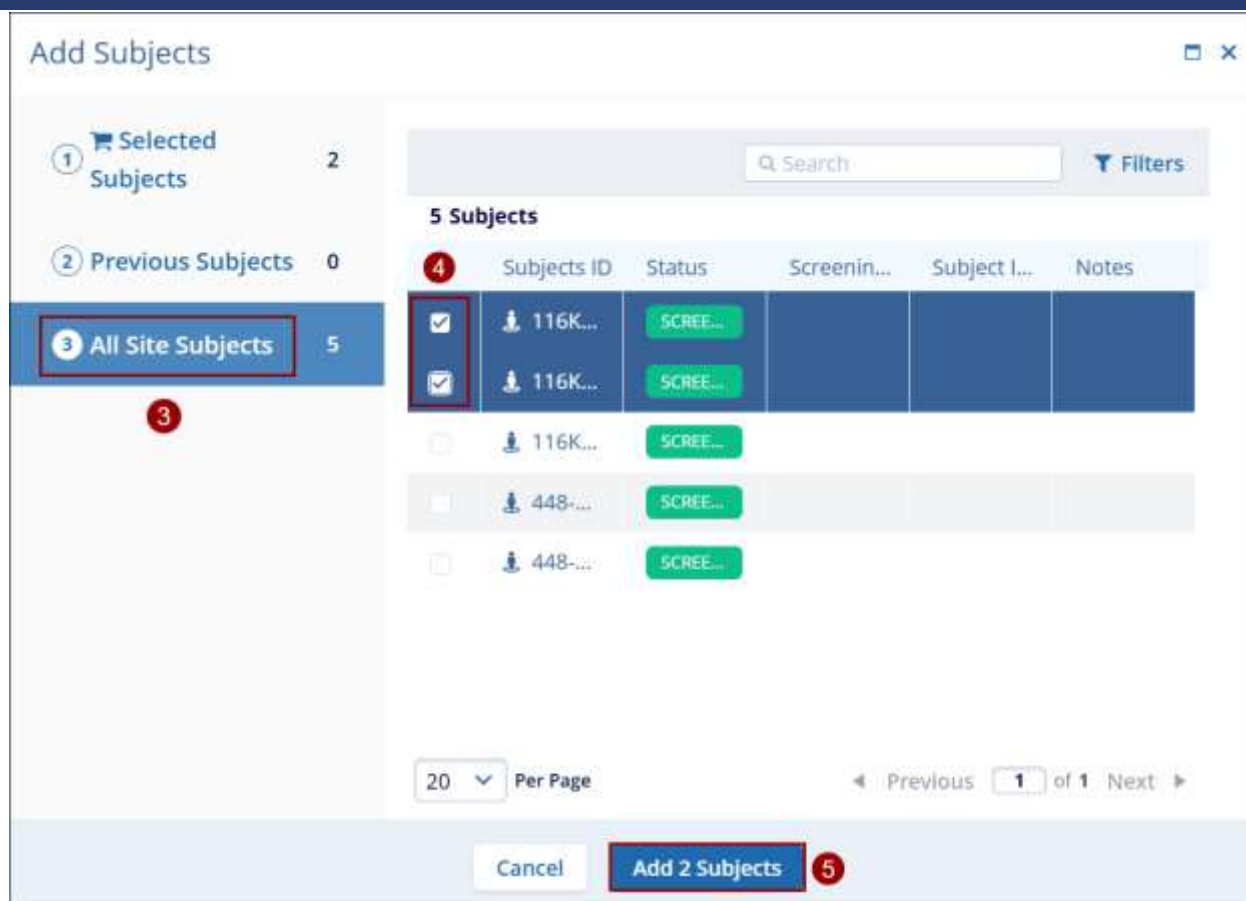 Add Subjects
1 Selected Subjects 2
2 Previous Subjects 0
3 All Site Subjects 5
3
Search Filters
5 Subjects
4 Subjects ID Status Screenin... Subject I... Notes
116K... SCREE...
116K... SCREE...
116K... SCREE...
448-... SCREE...
448-... SCREE...
20 Per Page Previous 1 of 1 Next
Cancel Add 2 Subjects 5